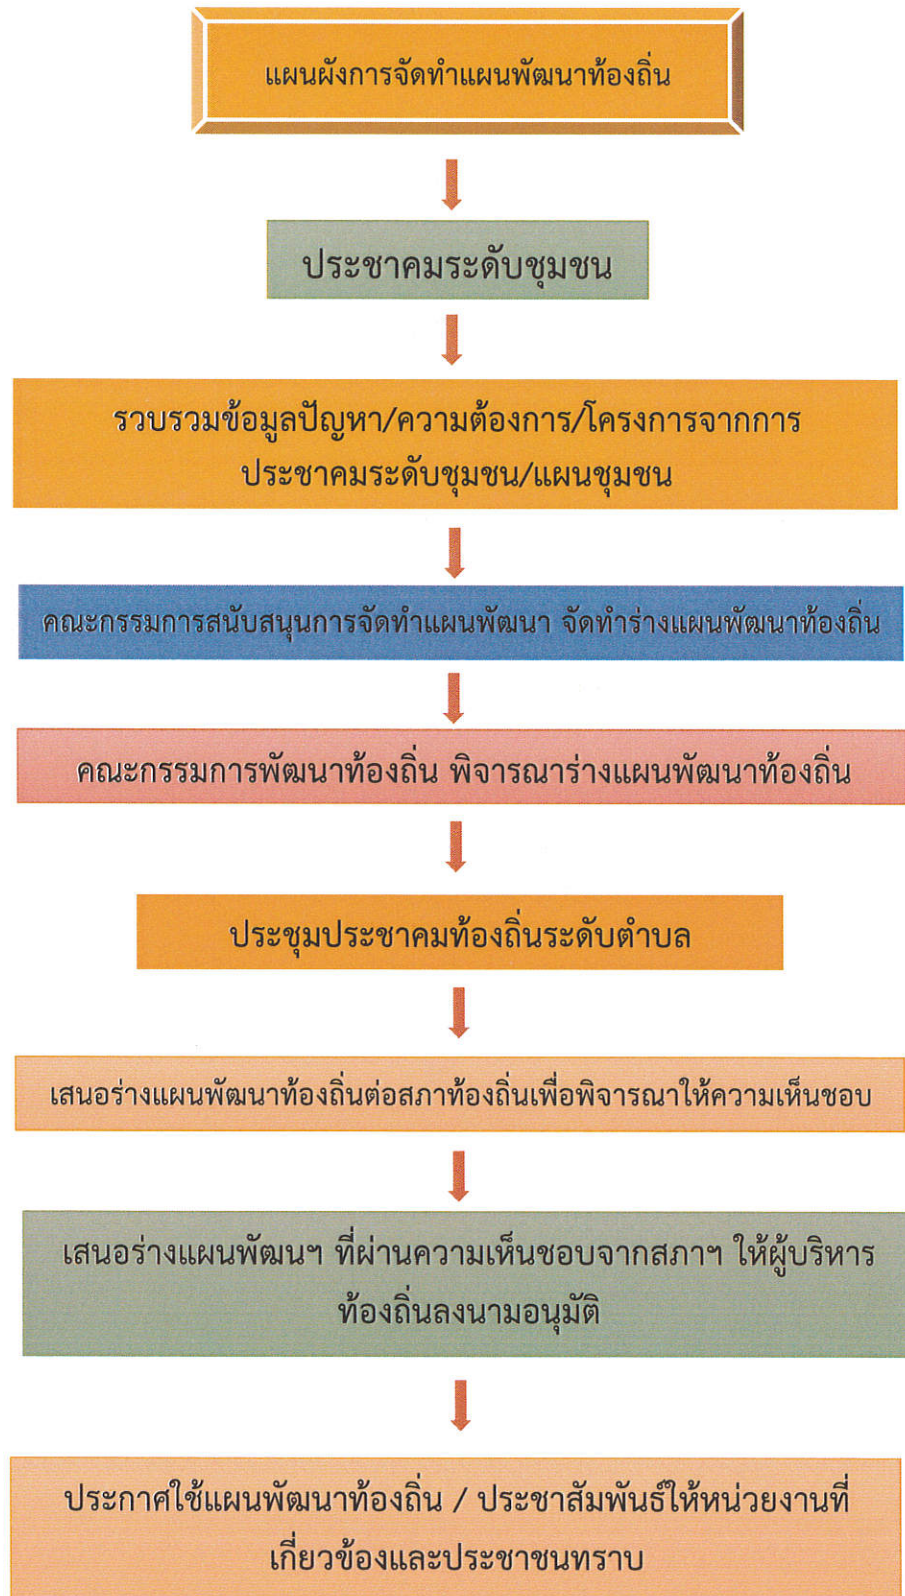 แผนผังการจัดทำแผนพัฒนาท้องถิ่น
ประชาคมระดับชุมชน
รวบรวมข้อมูลปัญหา/ความต้องการ/โครงการจากการ
ประชาคมระดับชุมชน/แผนชุมชน
คณะกรรมการสนับสนุนการจัดทำแผนพัฒนา จัดทำร่างแผนพัฒนาท้องถิ่น
คณะกรรมการพัฒนาท้องถิ่น พิจารณาร่างแผนพัฒนาท้องถิ่น
ประชุมประชาคมท้องถิ่นระดับตำบล
เสนอร่างแผนพัฒนาท้องถิ่นต่อสภาท้องถิ่นเพื่อพิจารณาให้ความเห็นชอบ
เสนอร่างแผนพัฒนฯ ที่ผ่านความเห็นชอบจากสภาฯ ให้ผู้บริหาร
ท้องถิ่นลงนามอนุมัติ
ประกาศใช้แผนพัฒนาท้องถิ่น / ประชาสัมพันธ์ให้หน่วยงานที่
เกี่ยวข้องและประชาชนทราบ